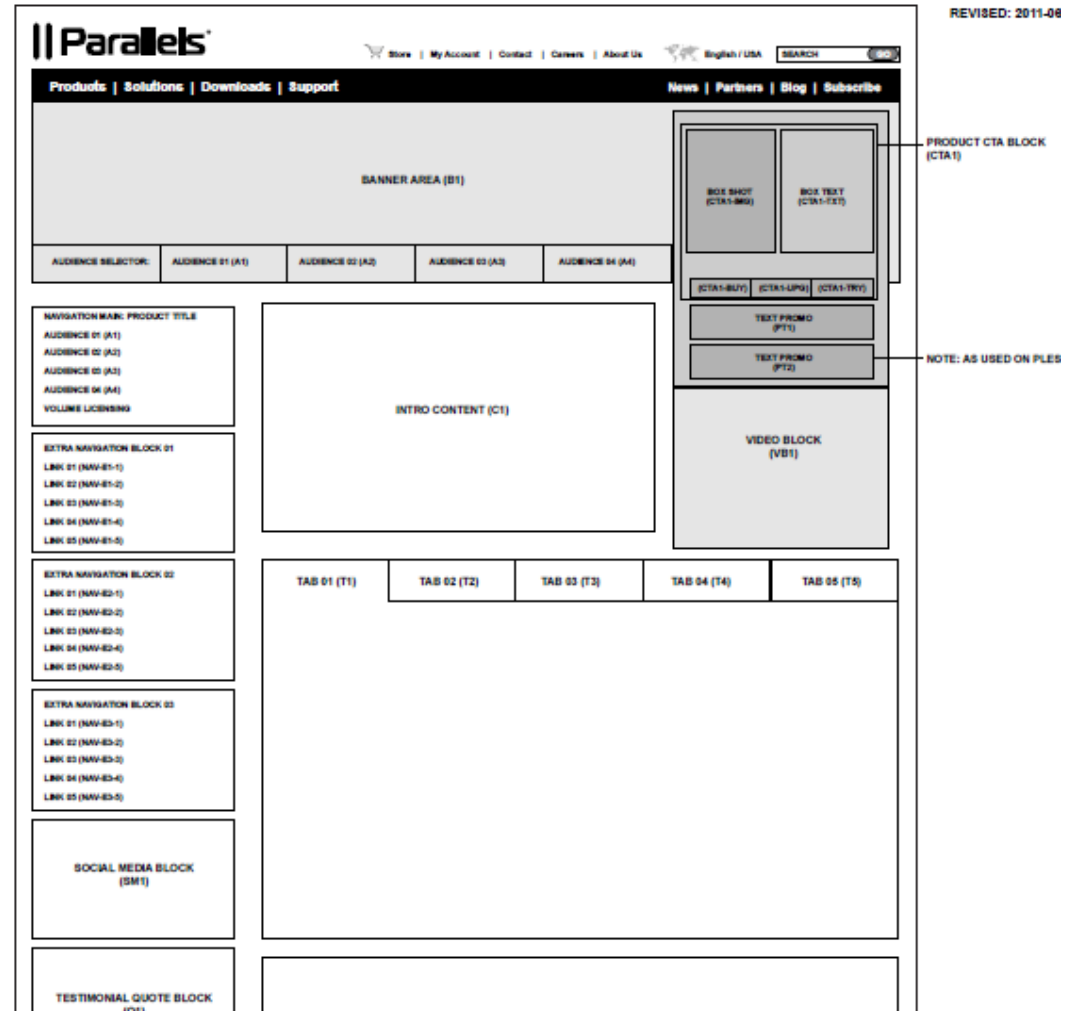 REVISED: 2011-06
|| Parallels®
Store | My Account | Contact | Careers | About Us English / USA SEARCH GO
Products | Solutions | Downloads | Support
News | Partners | Blog | Subscribe
BANNER AREA (B1)
BOX SHOT
(CTA1-IMG)
BOX TEXT
(CTA1-TXT)
PRODUCT CTA BLOCK
(CTA1)
AUDIENCE SELECTOR: AUDIENCE 01 (A1) AUDIENCE 02 (A2) AUDIENCE 03 (A3) AUDIENCE 04 (A4)
(CTA1-BUY) (CTA1-UPG) (CTA1-TRY)
TEXT PROMO
(PT1)
TEXT PROMO
(PT2)
NOTE: AS USED ON PLES
NAVIGATION MAIN: PRODUCT TITLE
AUDIENCE 01 (A1)
AUDIENCE 02 (A2)
AUDIENCE 03 (A3)
AUDIENCE 04 (A4)
VOLUME LICENSING
INTRO CONTENT (C1)
VIDEO BLOCK
(VB1)
EXTRA NAVIGATION BLOCK 01
LINK 01 (NAV-E1-1)
LINK 02 (NAV-E1-2)
LINK 03 (NAV-E1-3)
LINK 04 (NAV-E1-4)
LINK 05 (NAV-E1-5)
EXTRA NAVIGATION BLOCK 02
LINK 01 (NAV-E2-1)
LINK 02 (NAV-E2-2)
LINK 03 (NAV-E2-3)
LINK 04 (NAV-E2-4)
LINK 05 (NAV-E2-5)
TAB 01 (T1) TAB 02 (T2) TAB 03 (T3) TAB 04 (T4) TAB 05 (T5)
EXTRA NAVIGATION BLOCK 03
LINK 01 (NAV-E3-1)
LINK 02 (NAV-E3-2)
LINK 03 (NAV-E3-3)
LINK 04 (NAV-E3-4)
LINK 05 (NAV-E3-5)
SOCIAL MEDIA BLOCK
(SM1)
TESTIMONIAL QUOTE BLOCK